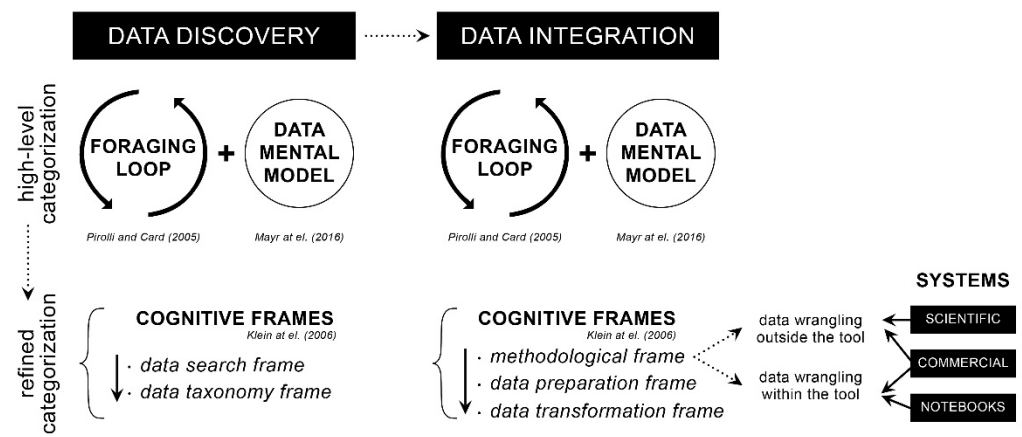 DATA DISCOVERY
DATA INTEGRATION
high-level
categorization
FORAGING
LOOP
+
DATA
MENTAL
MODEL
FORAGING
LOOP
+
DATA
MENTAL
MODEL
Pirolli and Card (2005)
Mayr at el. (2016)
Pirolli and Card (2005)
Mayr at el. (2016)
refined
categorization
COGNITIVE FRAMES
Klein at el. (2006)
· data search frame
· data taxonomy frame
COGNITIVE FRAMES
Klein at el. (2006)
· methodological frame
· data preparation frame
· data transformation frame
data wrangling
outside the tool
data wrangling
within the tool
SYSTEMS
SCIENTIFIC
COMMERCIAL
NOTEBOOKS